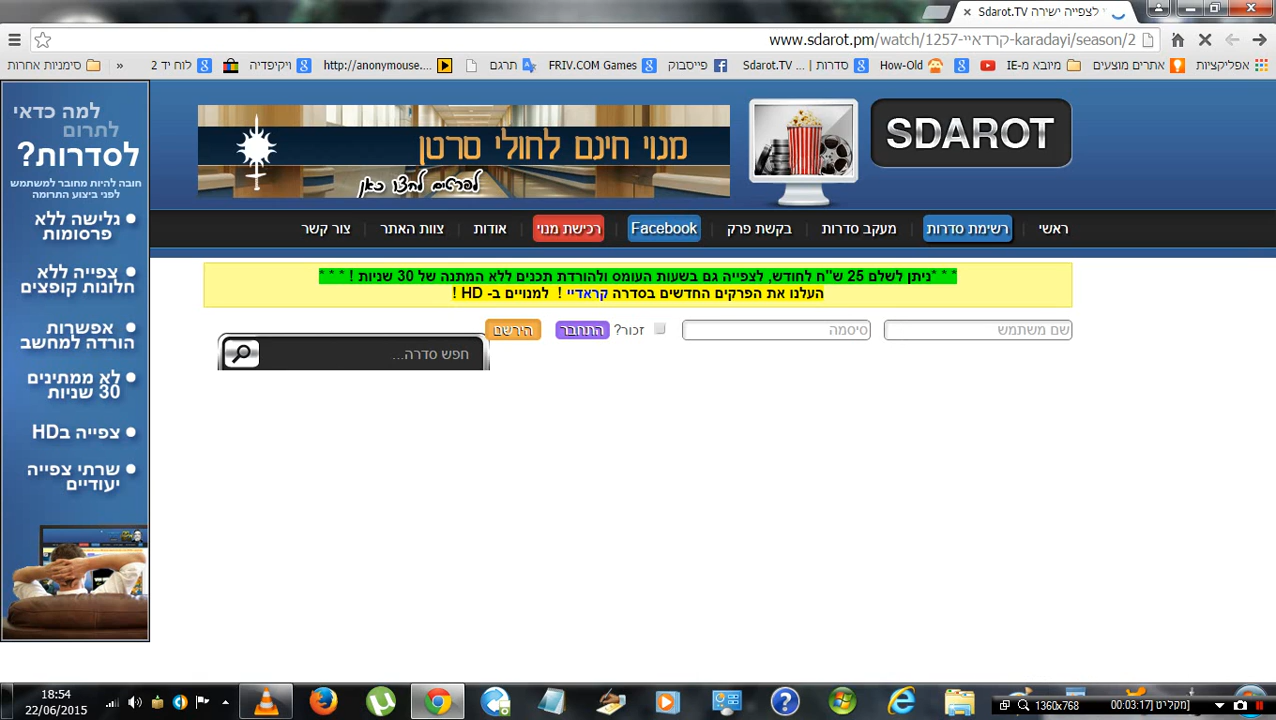 לצפייה ישירה Sdarot.TV
www.sdarot.pm/watch/1257-קרדאיי-karadayi/season/2
אפליקציות
אתרים מוצעים
מיובא מ-IE
How-Old
סדרות | ... Sdarot.TV
פייסבוק
FRIV.COM Games
תרגם
http://anonymouse....
ויקיפדיה
לוח יד 2
»
סימניות אחרות
SDAROT
מנוי חינם לחולי סרטן
לפרטים לחצו כאן
ראשי
רשימת סדרות
מעקב סדרות
בקשת פרק
Facebook
רכישת מנוי
אודות
צוות האתר
צור קשר
* * *ניתן לשלם 25 ש"ח לחודש, לצפייה גם בשעות העומס ולהורדת תכנים ללא המתנה של 30 שניות ! * * *
העלנו את הפרקים החדשים בסדרה קראדיי ! למנויים ב- HD !
שם משתמש
סיסמה
זכור?
התחבר
הירשם
חפש סדרה...
למה כדאי
לתרום
לסדרות?
חובה להיות מחובר למשתמש
לפני ביצוע התרומה
גלישה ללא
פרסומות
צפייה ללא
חלונות קופצים
אפשרות
הורדה למחשב
לא ממתינים
30 שניות
צפייה בHD
שרתי צפייה
יעודיים
18:54
22/06/2015
1360x768
[מקליט] 00:03:17